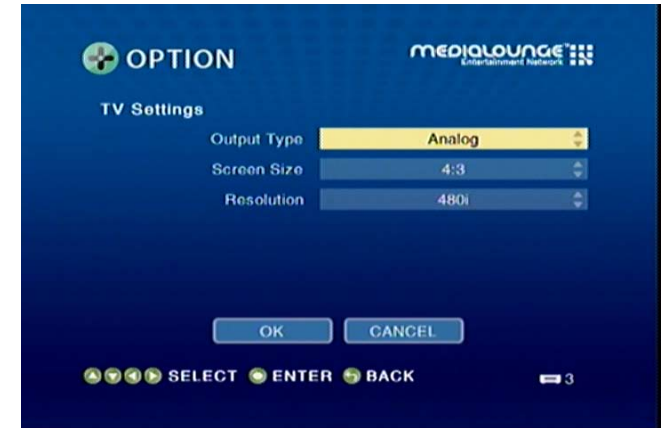 OPTION
MEDIALOUNGE™
Entertainment Network
TV Settings
Output Type Analog
Screen Size 4:3
Resolution 480i
OK CANCEL
SELECT ENTER BACK 3